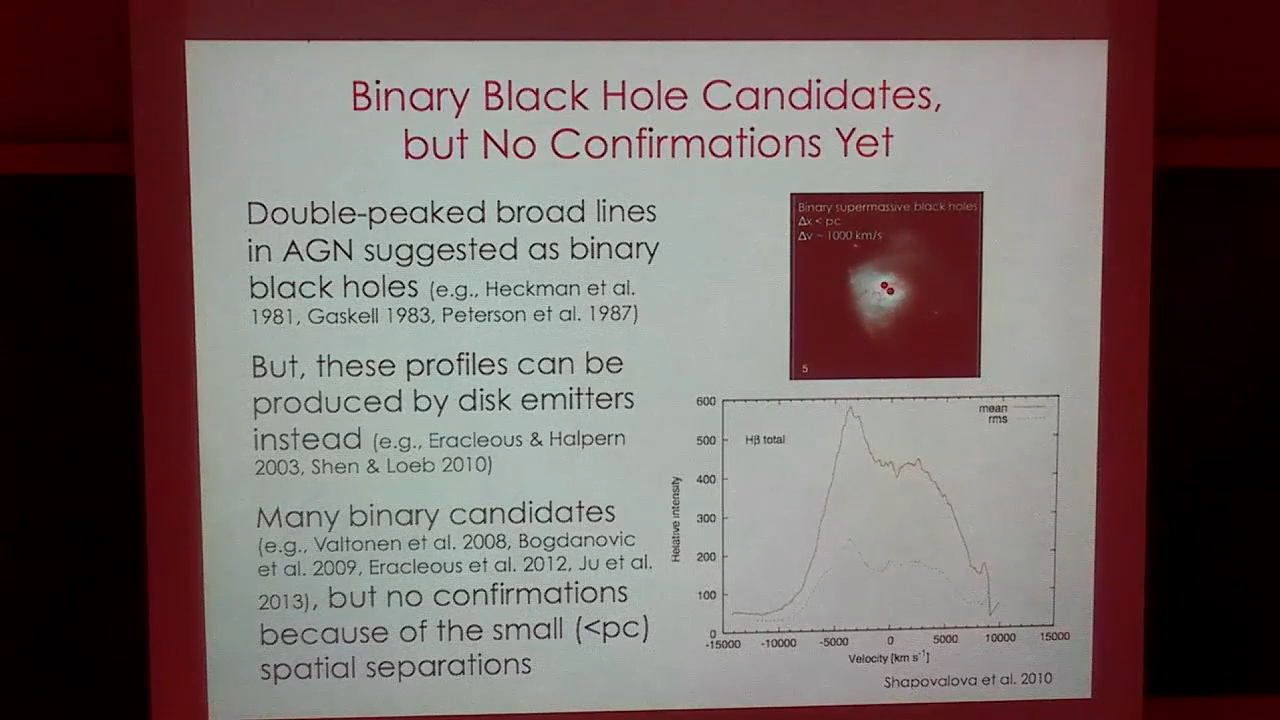 Binary Black Hole Candidates,
but No Confirmations Yet
Double-peaked broad lines
in AGN suggested as binary
black holes (e.g., Heckman et al.
1981, Gaskell 1983, Peterson et al. 1987)
But, these profiles can be
produced by disk emitters
instead (e.g., Eracleous & Halpern
2003, Shen & Loeb 2010)
Many binary candidates
(e.g., Valtonen et al. 2008, Bogdanovic
et al. 2009, Eracleous et al. 2012, Ju et al.
2013), but no confirmations
because of the small (<pc)
spatial separations
Binary supermassive black holes
Δx < pc
Δv ~ 1000 km/s
5
mean
rms
Hβ total
Relative intensity
600
500
400
300
200
100
0
-15000 -10000 -5000 0 5000 10000 15000
Velocity [km s⁻¹]
Shapovalova et al. 2010